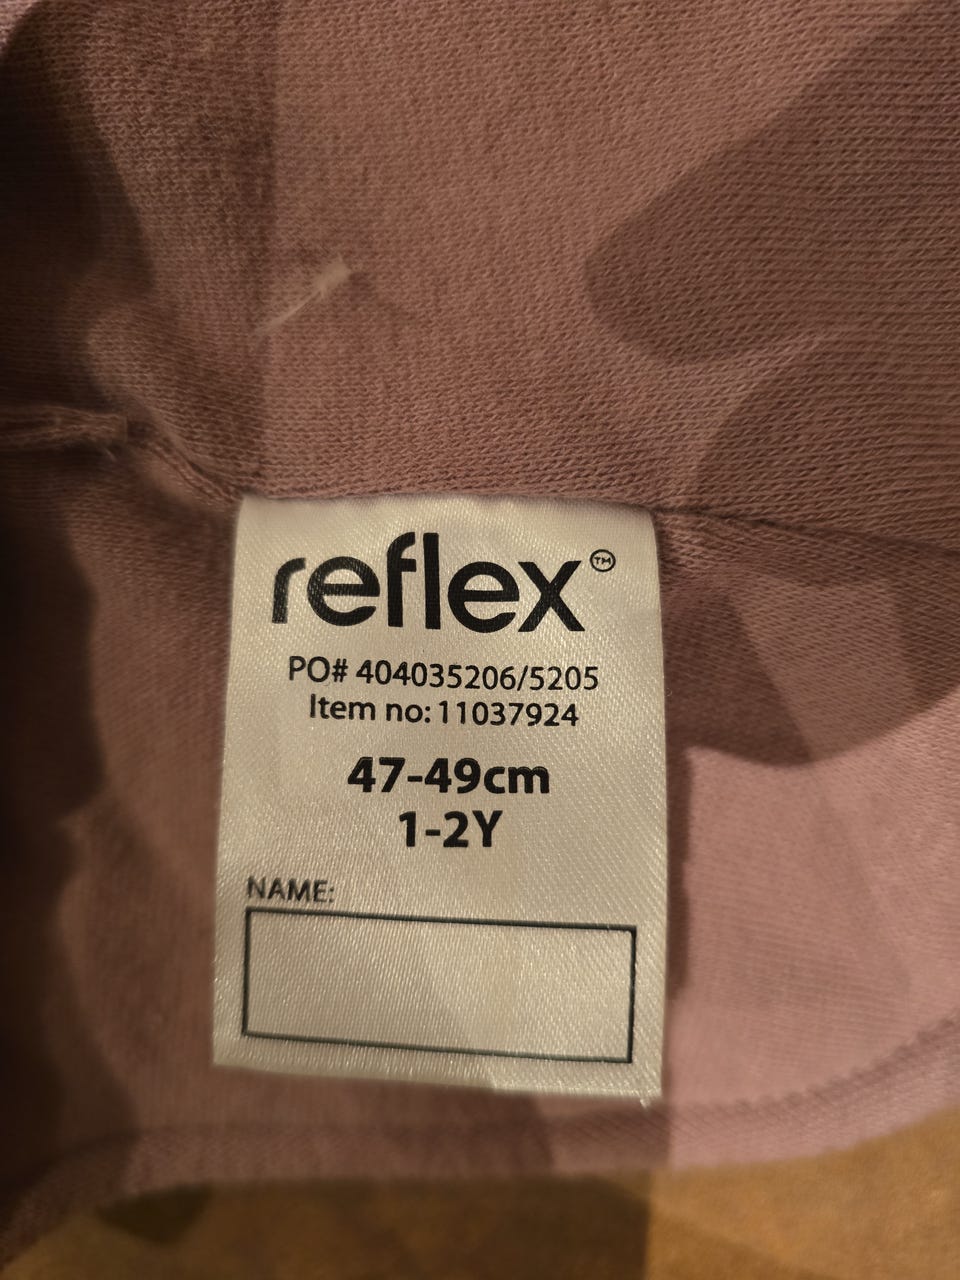 reflex™
PO# 404035206/5205
Item no: 11037924
47-49cm
1-2Y
NAME: